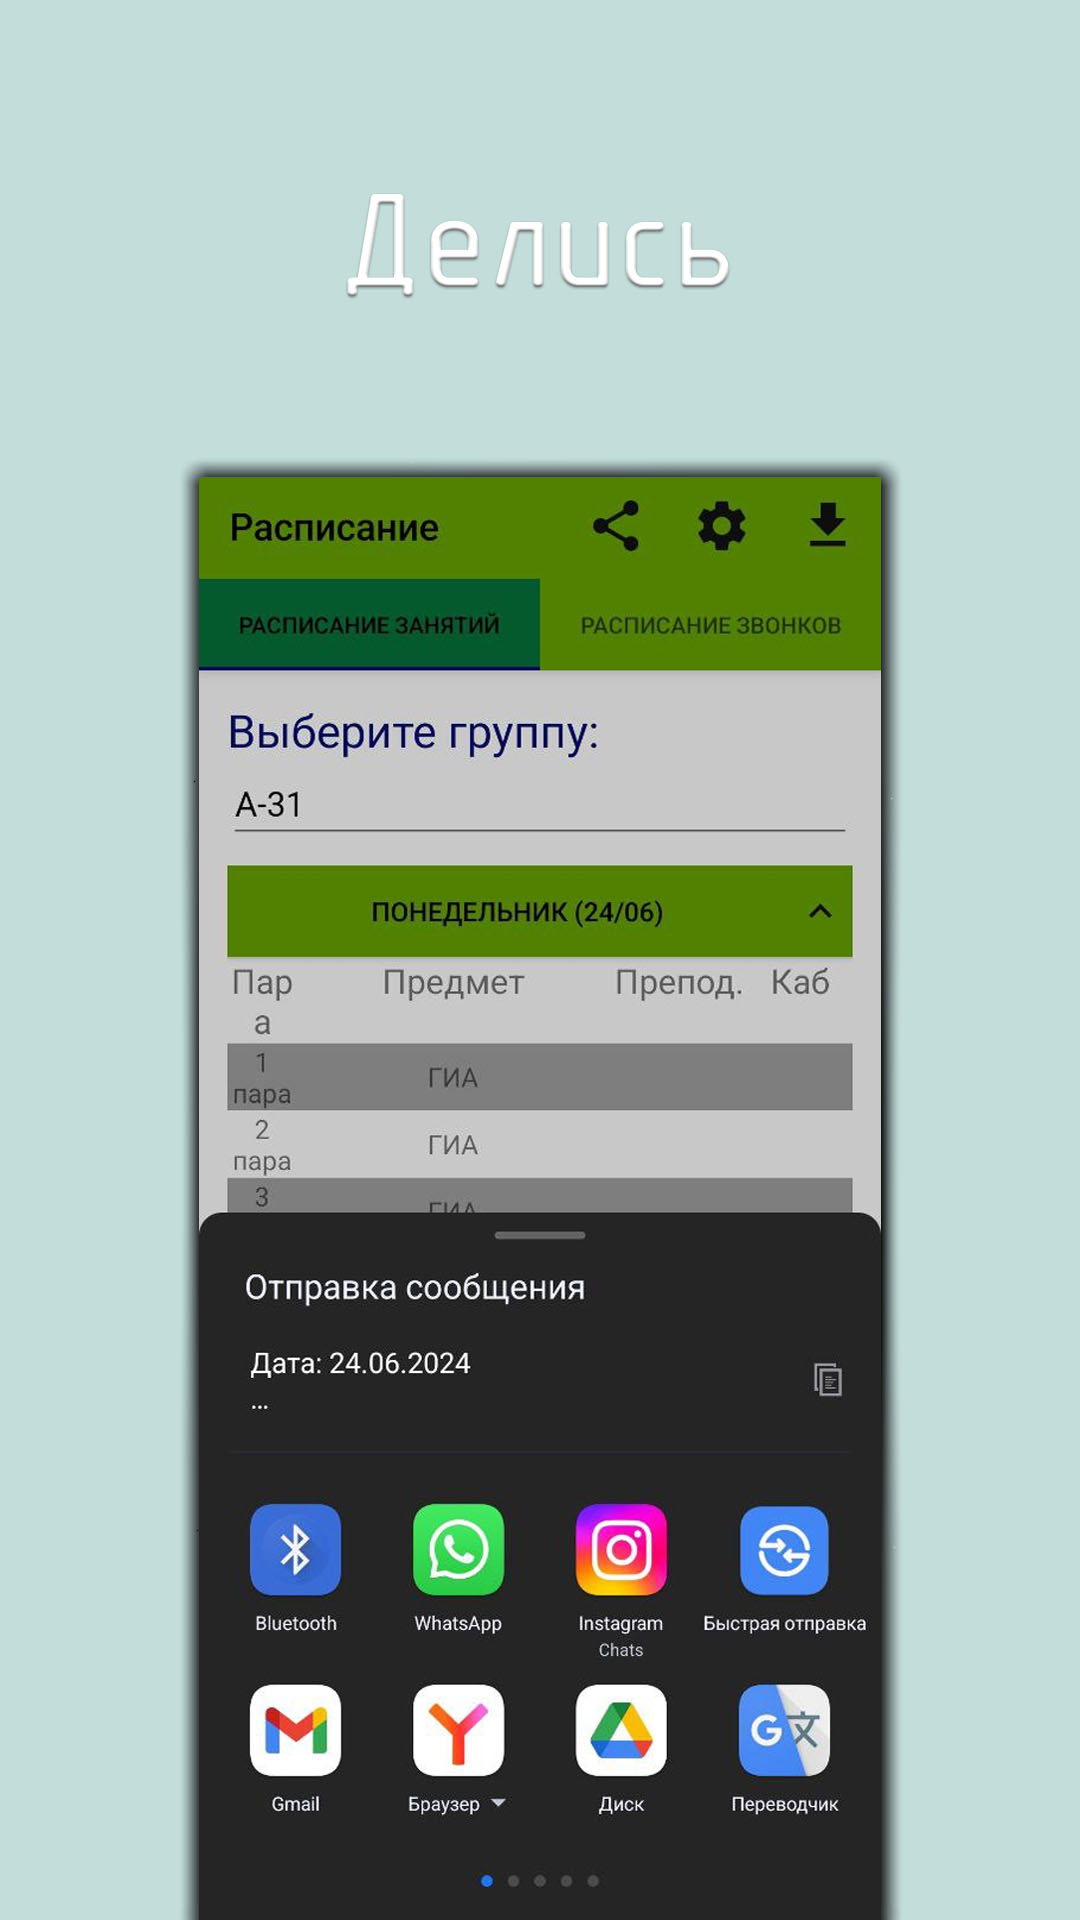 Делись
Расписание
РАСПИСАНИЕ ЗАНЯТИЙ РАСПИСАНИЕ ЗВОНКОВ
Выберите группу:
А-31
ПОНЕДЕЛЬНИК (24/06)
Пар Предмет Препод. Каб
а
1
пара ГИА
2
пара ГИА
3 ГИА
Отправка сообщения
Дата: 24.06.2024
...
Bluetooth WhatsApp Instagram Быстрая отправка
Chats
Gmail Браузер Диск Переводчик